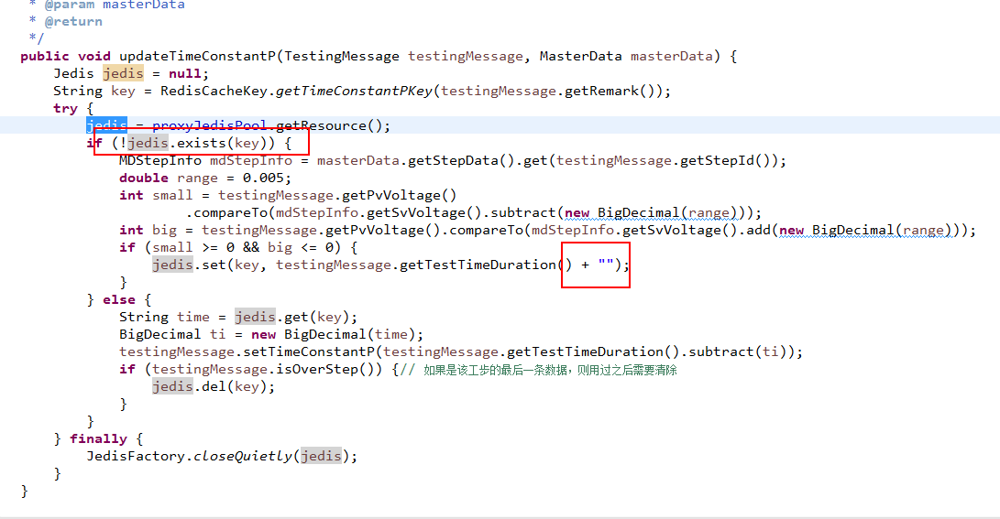 * @param masterData
* @return
*/
public void updateTimeConstantP(TestingMessage testingMessage, MasterData masterData) {
Jedis jedis = null;
String key = RedisCacheKey.getTimeConstantPKey(testingMessage.getRemark());
try {
jedis = proxyJedisPool.getResource();
if (!jedis.exists(key)) {
MDStepInfo mdStepInfo = masterData.getStepData().get(testingMessage.getStepId());
double range = 0.005;
int small = testingMessage.getPvVoltage()
.compareTo(mdStepInfo.getSvVoltage().subtract(new BigDecimal(range)));
int big = testingMessage.getPvVoltage().compareTo(mdStepInfo.getSvVoltage().add(new BigDecimal(range)));
if (small >= 0 && big <= 0) {
jedis.set(key, testingMessage.getTestTimeDuration() + "");
}
} else {
String time = jedis.get(key);
BigDecimal ti = new BigDecimal(time);
testingMessage.setTimeConstantP(testingMessage.getTestTimeDuration().subtract(ti));
if (testingMessage.isOverStep()) {// 如果是该工步的最后一条数据，则用过之后需要清除
jedis.del(key);
}
}
} finally {
JedisFactory.closeQuietly(jedis);
}
}